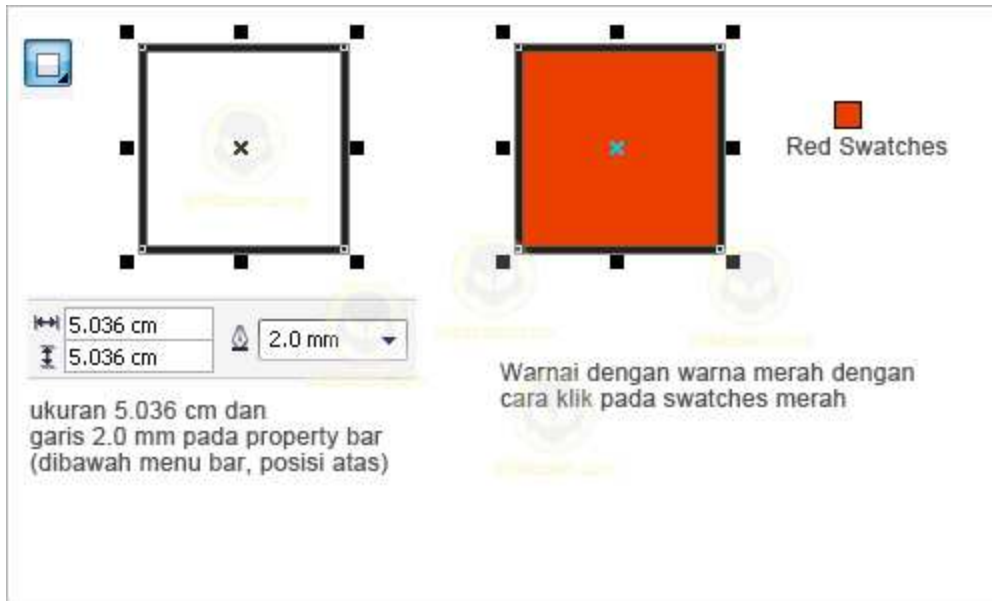 Red Swatches
5.036 cm
5.036 cm
2.0 mm
ukuran 5.036 cm dan
garis 2.0 mm pada property bar
(dibawah menu bar, posisi atas)
Warnai dengan warna merah dengan
cara klik pada swatches merah